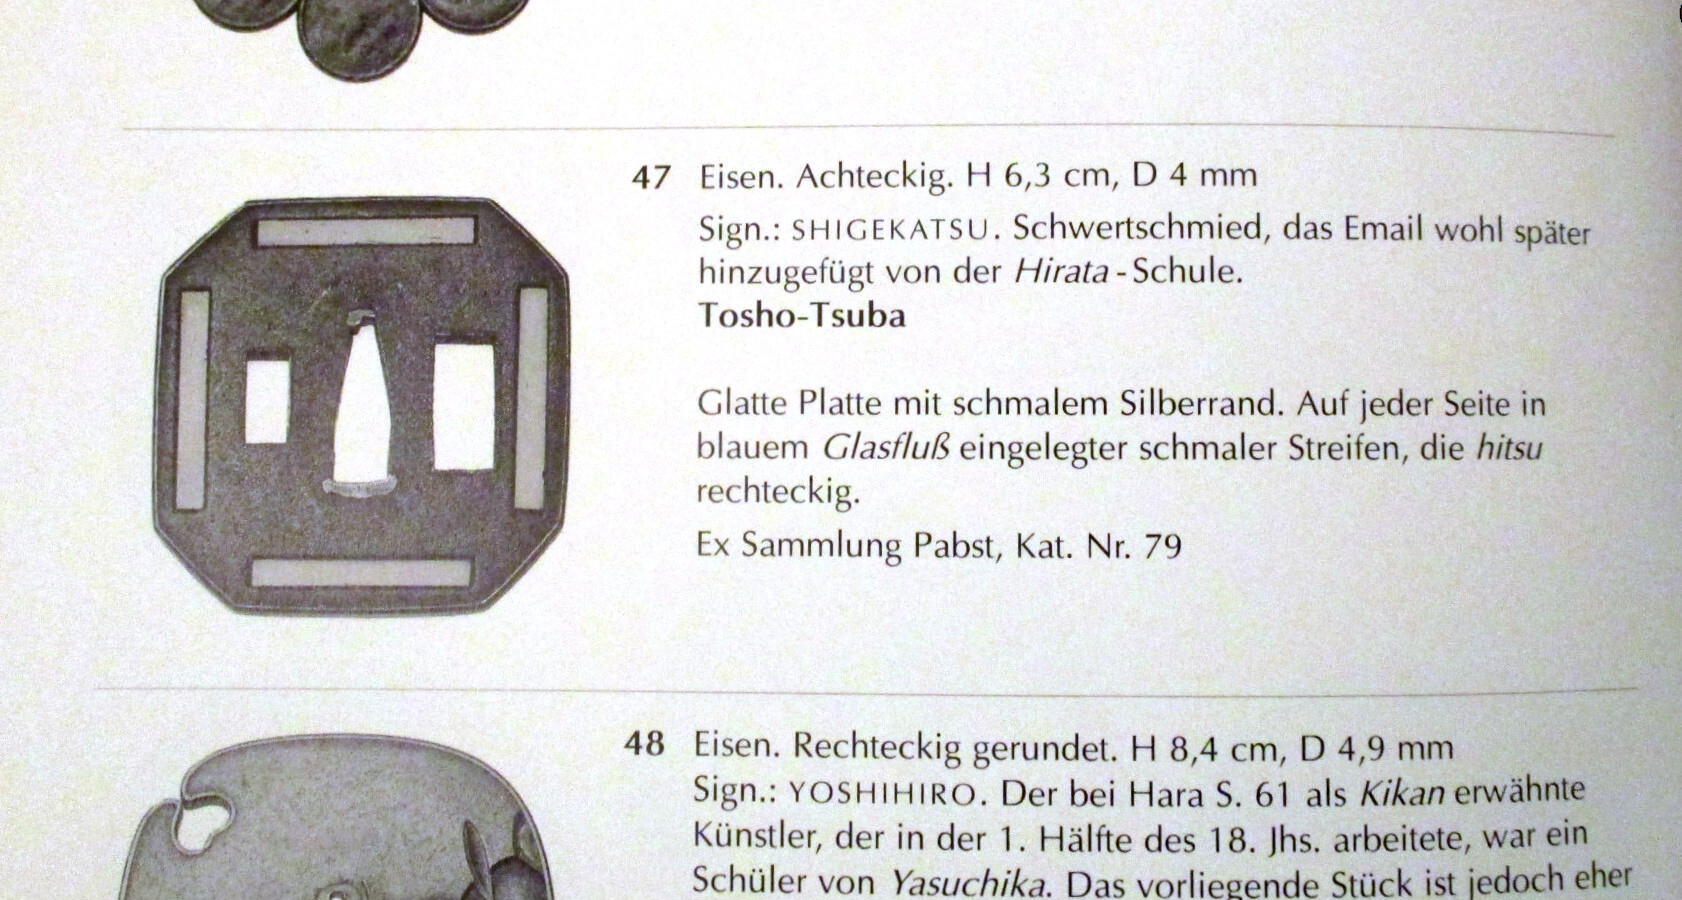 47 Eisen. Achteckig. H 6,3 cm, D 4 mm
Sign.: SHIGEKATSU. Schwertschmied, das Email wohl später
hinzugefügt von der Hirata-Schule.
Tosho-Tsuba
Glatte Platte mit schmalem Silberrand. Auf jeder Seite in
blauem Glasfluß eingelegter schmaler Streifen, die hitsu
rechteckig.
Ex Sammlung Pabst, Kat. Nr. 79
48 Eisen. Rechteckig gerundet. H 8,4 cm, D 4,9 mm
Sign.: YOSHIHIRO. Der bei Hara S. 61 als Kikan erwähnte
Künstler, der in der 1. Hälfte des 18. Jhs. arbeitete, war ein
Schüler von Yasuchika. Das vorliegende Stück ist jedoch eher